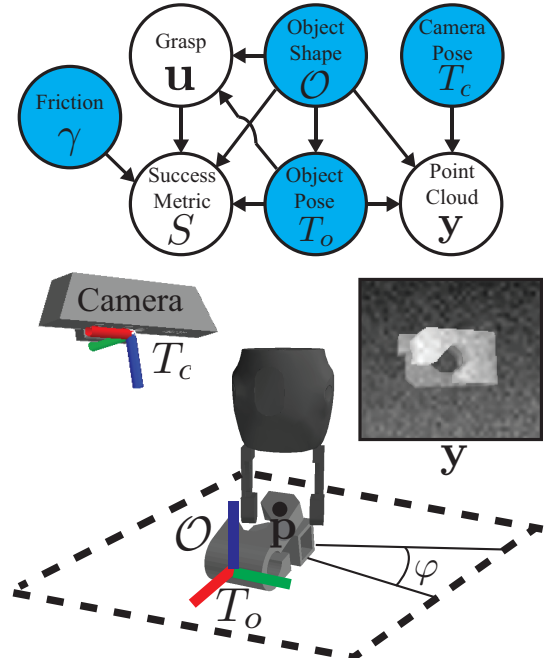 Grasp
u
Object
Shape
𝒪
Camera
Pose
T_c
Friction
γ
Success
Metric
S
Object
Pose
T_o
Point
Cloud
y
Camera
T_c
y
𝒪
p
φ
T_o